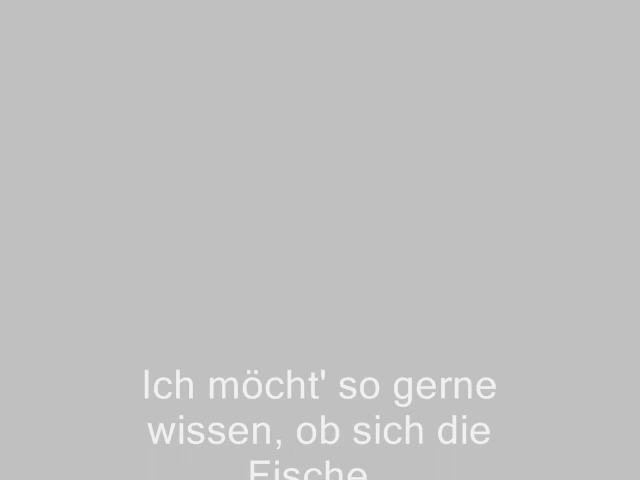 Ich möcht' so gerne
wissen, ob sich die
Fische